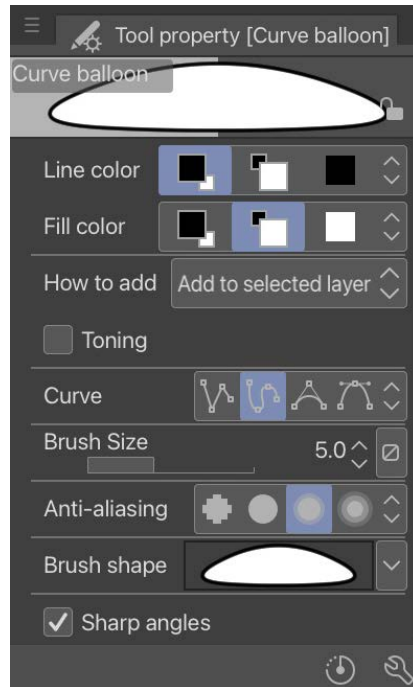 Tool property [Curve balloon]
Curve balloon
Line color
Fill color
How to add Add to selected layer
Toning
Curve
Brush Size 5.0
Anti-aliasing
Brush shape
Sharp angles